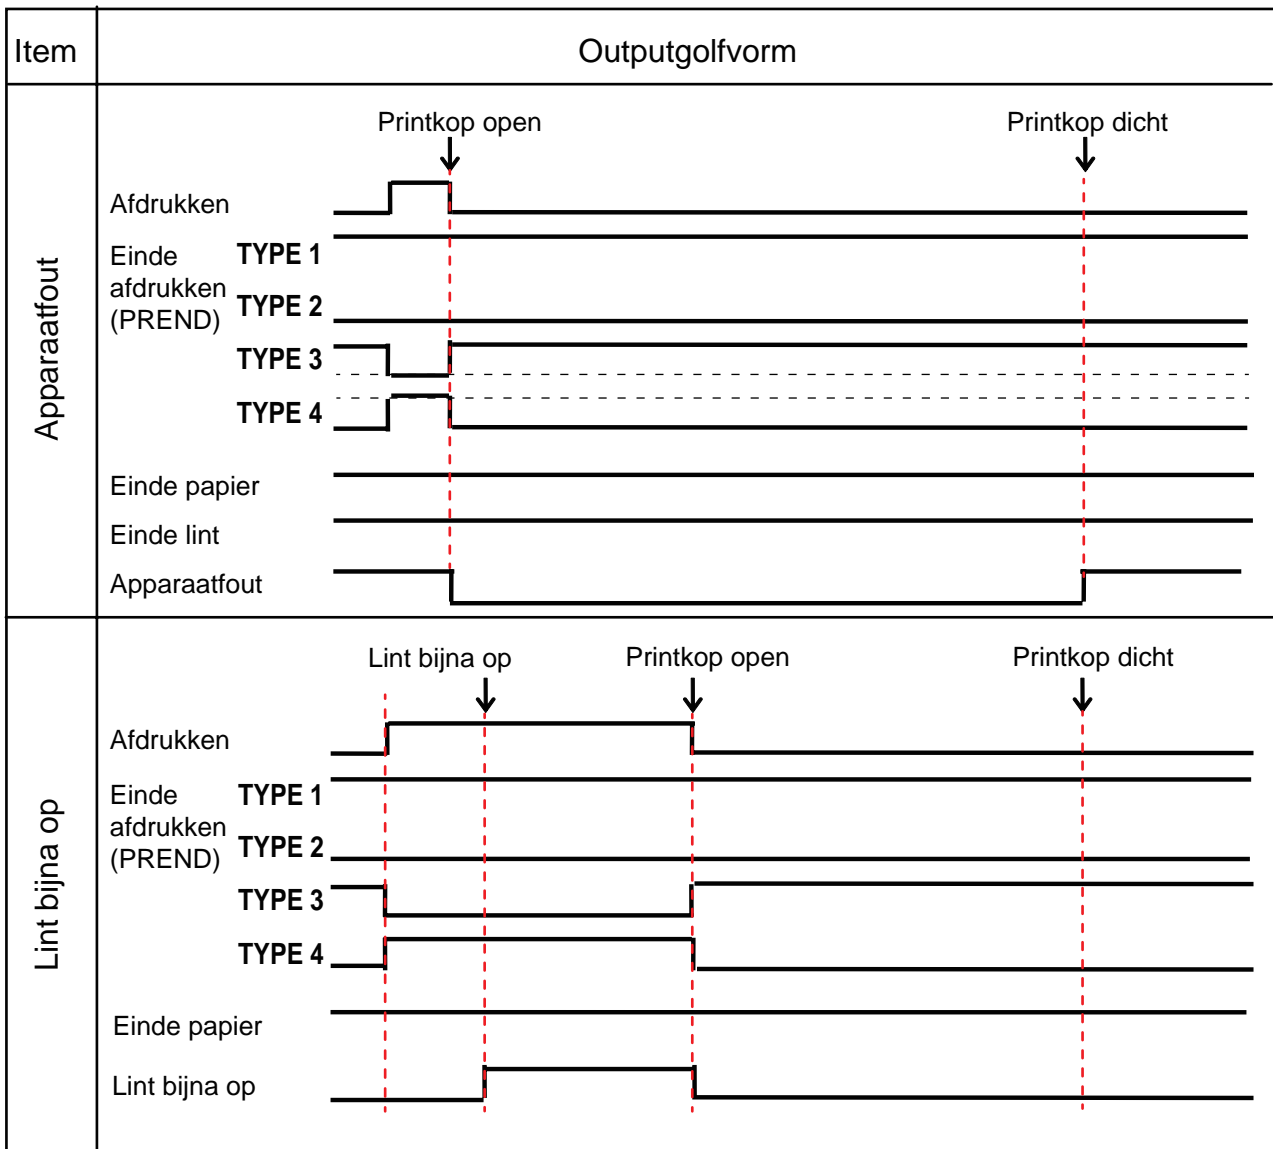 Item
Outputgolfvorm
Apparaatfout
Printkop open
Printkop dicht
Afdrukken
Einde
afdrukken
(PREND)
TYPE 1
TYPE 2
TYPE 3
TYPE 4
Einde papier
Einde lint
Apparaatfout
Lint bijna op
Lint bijna op
Printkop open
Printkop dicht
Afdrukken
Einde
afdrukken
(PREND)
TYPE 1
TYPE 2
TYPE 3
TYPE 4
Einde papier
Lint bijna op